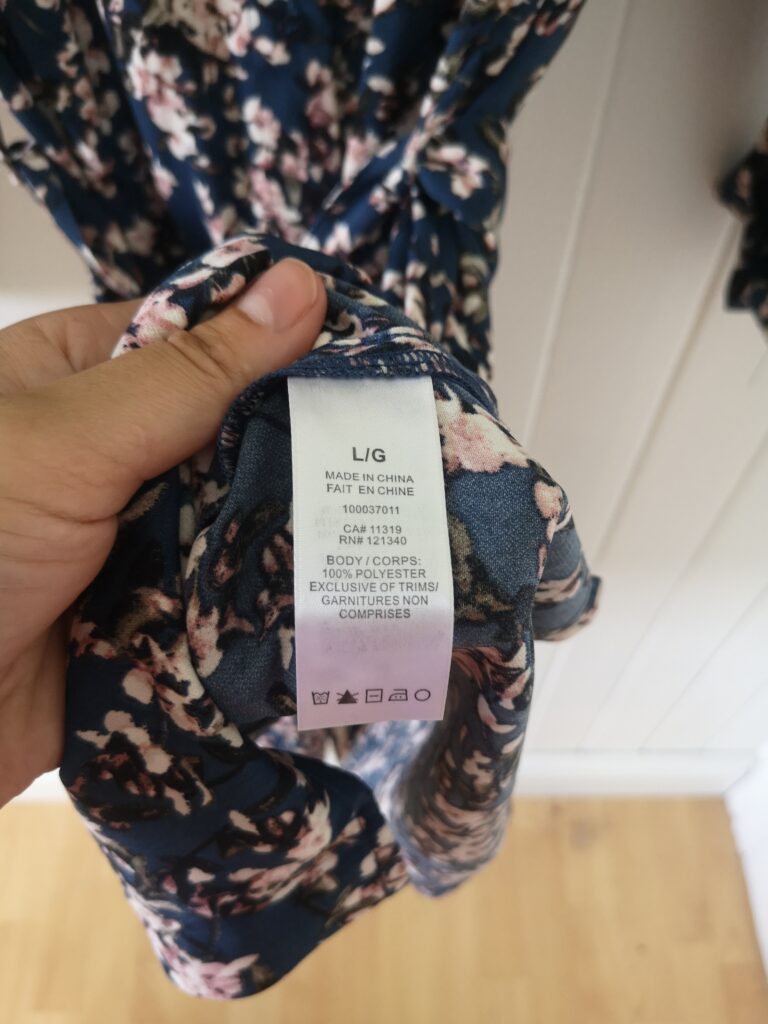 L/G
MADE IN CHINA
FAIT EN CHINE
100037011
CA# 11319
RN# 121340
BODY / CORPS:
100% POLYESTER
EXCLUSIVE OF TRIMS/
GARNITURES NON
COMPRISES